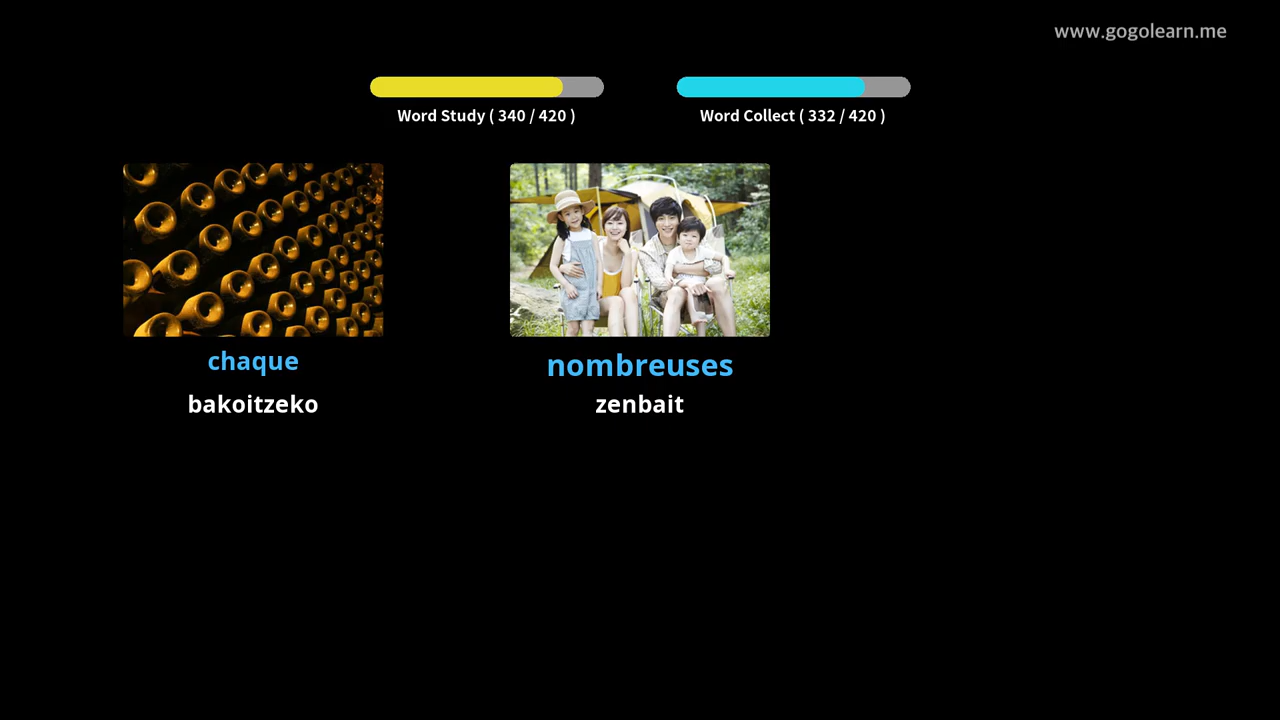 www.gogolearn.me
Word Study ( 340 / 420 )
Word Collect ( 332 / 420 )
chaque
nombreuses
bakoitzeko
zenbait